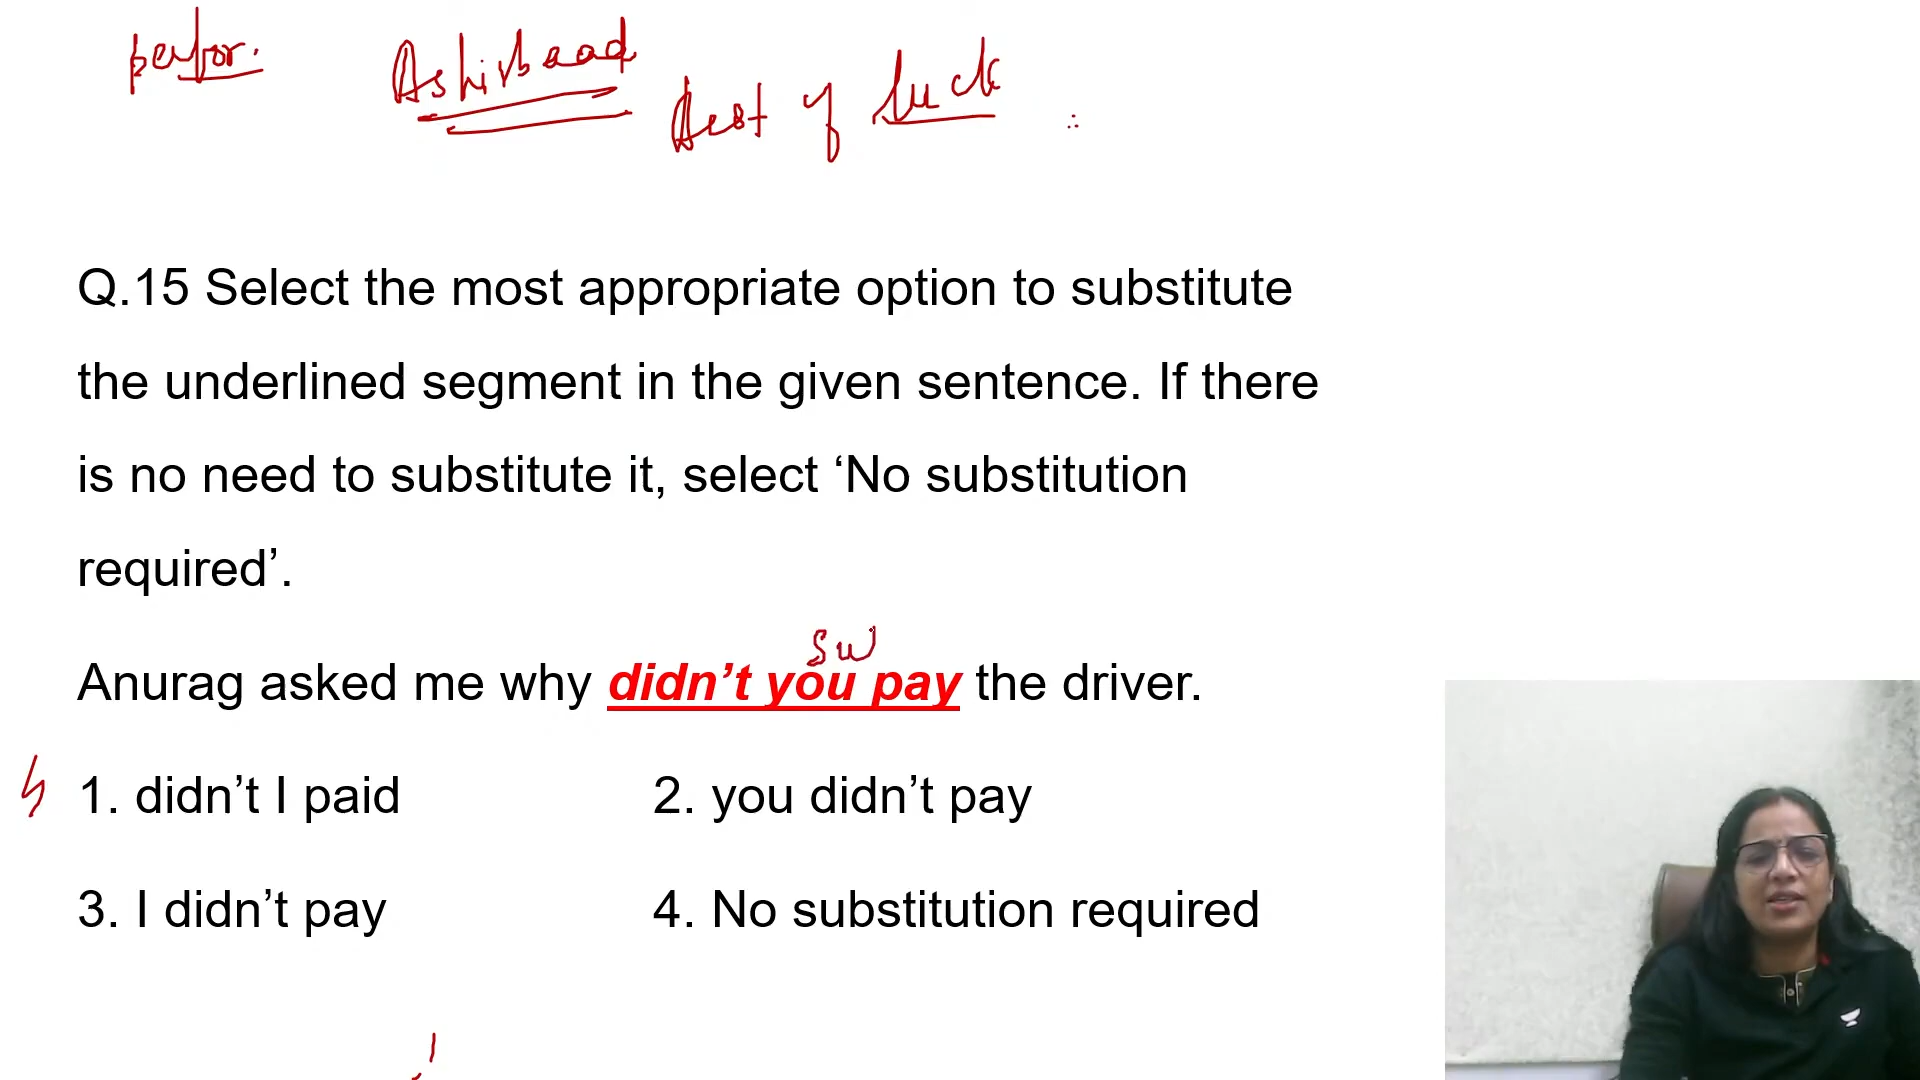 perfor.
Ashirbaad
Best of luck
Q.15 Select the most appropriate option to substitute
the underlined segment in the given sentence. If there
is no need to substitute it, select ‘No substitution
required’.
Anurag asked me why didn’t you pay the driver.
1. didn’t I paid 2. you didn’t pay
3. I didn’t pay 4. No substitution required